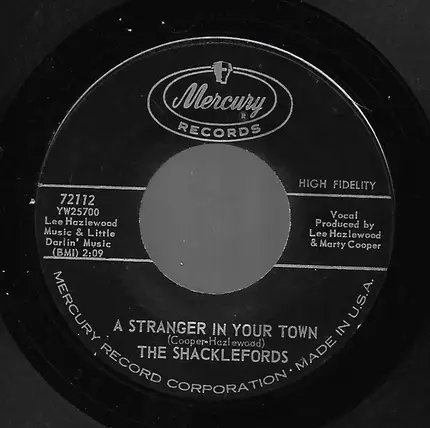 Mercury
R
RECORDS
HIGH FIDELITY
72112
YW25700
Lee Hazlewood
Music & Little
Darlin' Music
(BMI) 2:09
Vocal
Produced by
Lee Hazlewood
& Marty Cooper
A STRANGER IN YOUR TOWN
(Cooper-Hazlewood)
THE SHACKLEFORDS
MERCURY RECORD CORPORATION · MADE IN U.S.A.